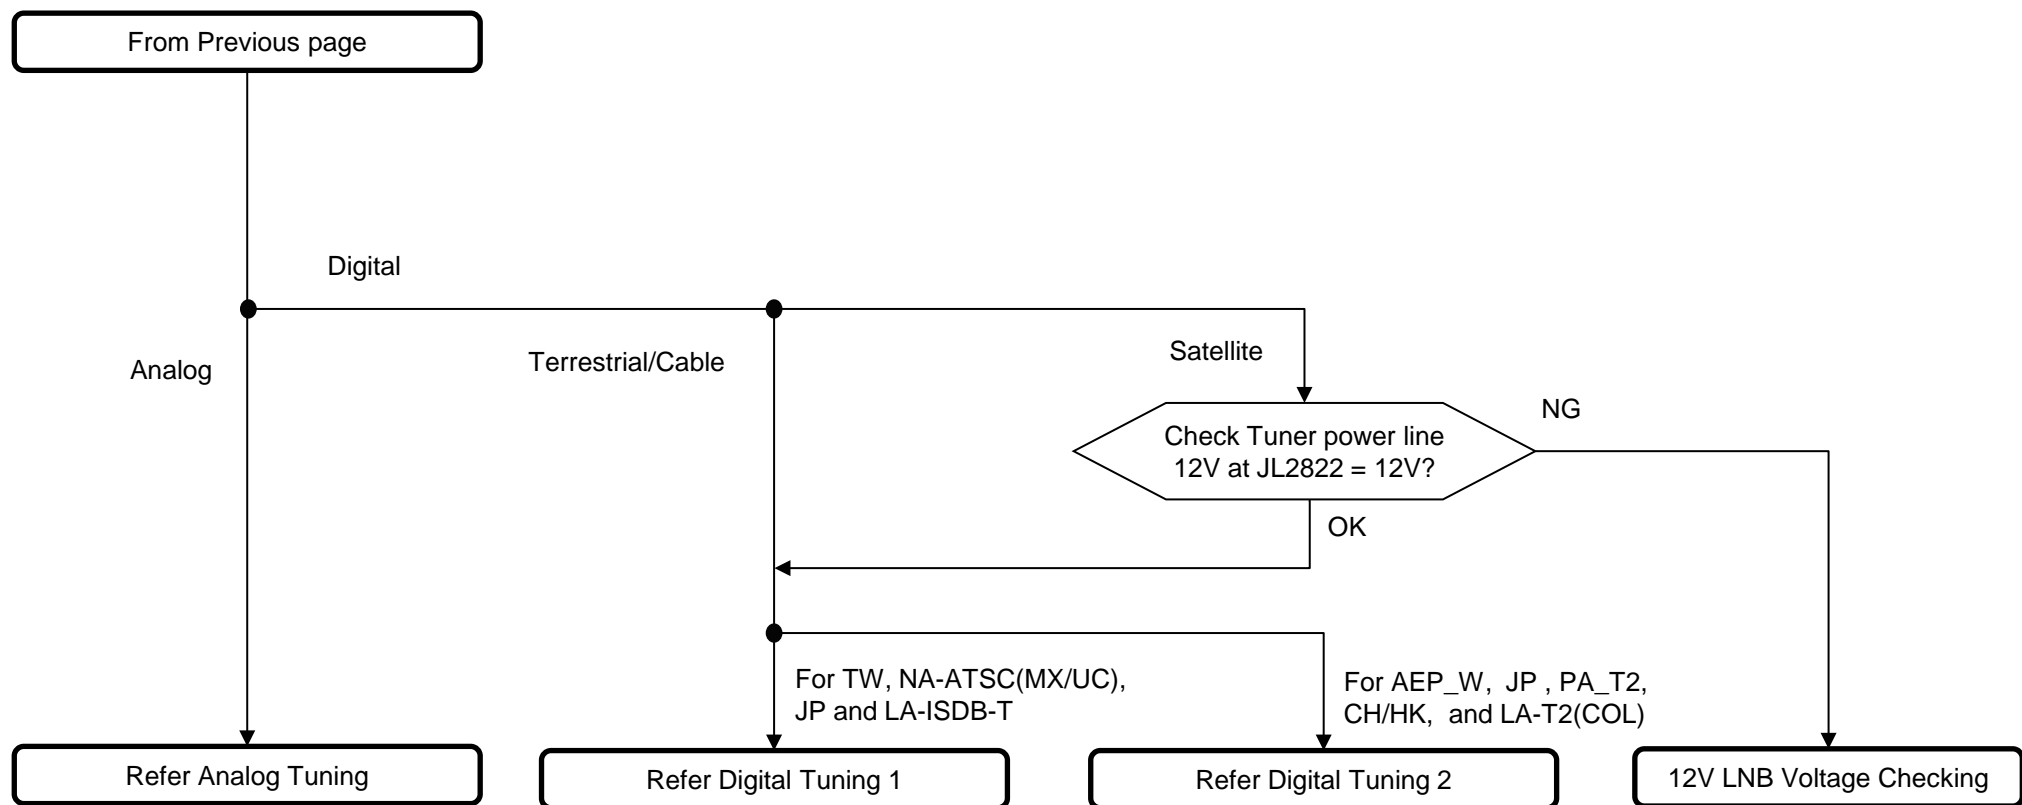 From Previous page
Digital
Analog
Terrestrial/Cable
Satellite
Check Tuner power line
12V at JL2822 = 12V?
NG
OK
For TW, NA-ATSC(MX/UC),
JP and LA-ISDB-T
For AEP_W,  JP , PA_T2,
CH/HK,  and LA-T2(COL)
Refer Analog Tuning
Refer Digital Tuning 1
Refer Digital Tuning 2
12V LNB Voltage Checking